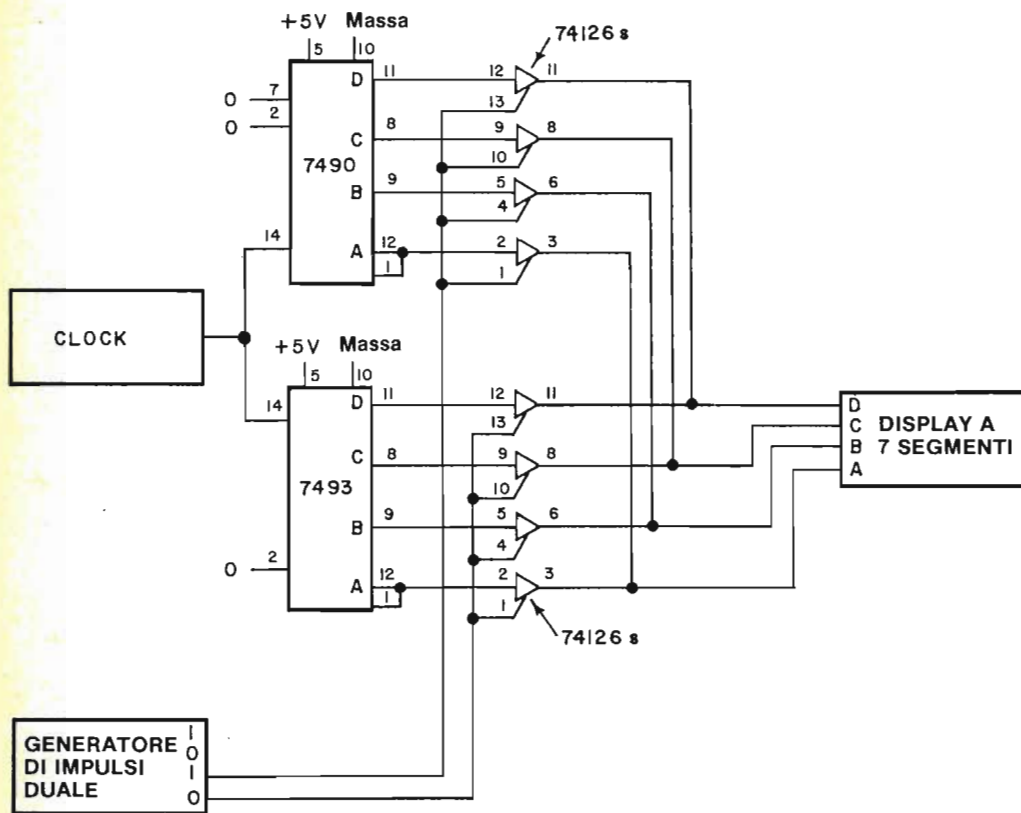 +5V Massa
5 10
74126 s
D 11 12 11
O 7
13
O 2
C 8 9 8
7490
10
B 9 5 6
4
14
A 12 2 3
1 1
CLOCK
+5V Massa
5 10
14
D 11 12 11
13
D
C
B
A
DISPLAY A
7 SEGMENTI
C 8 9 8
7493
10
B 9 5 6
4
O 2
A 12 2 3
1 1
74126 s
GENERATORE
DI IMPULSI
DUALE
1
0
1
0